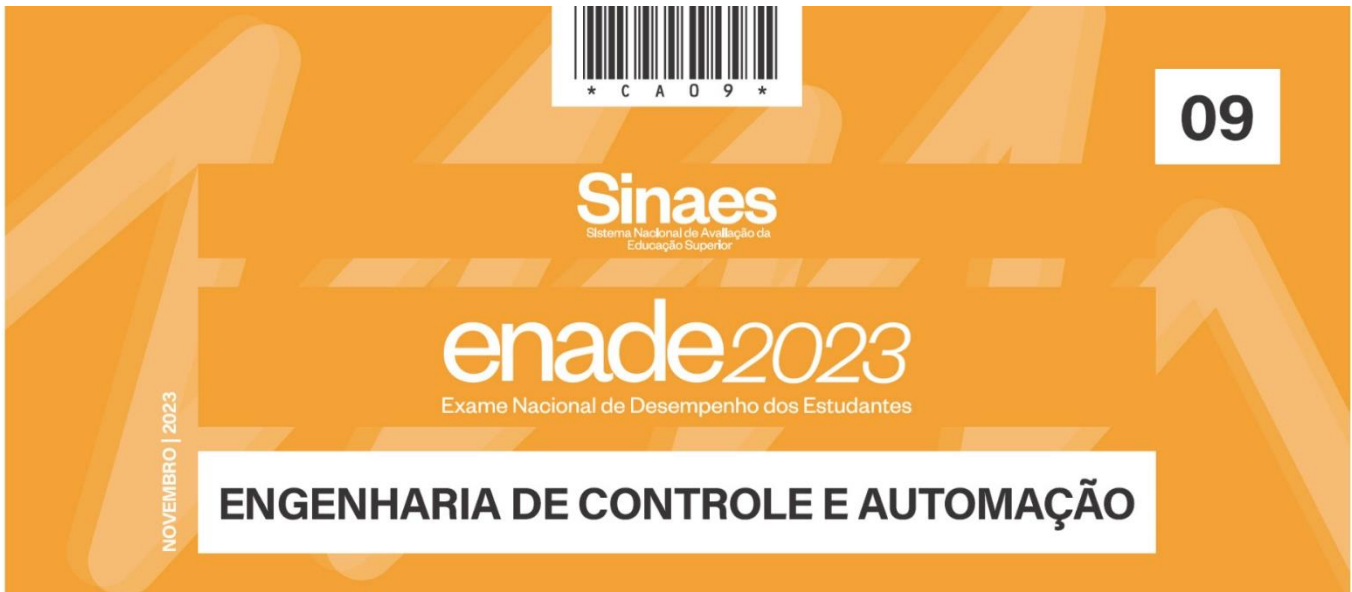 * C A 0 9 *
09
Sinaes
Sistema Nacional de Avaliação da
Educação Superior
enade2023
Exame Nacional de Desempenho dos Estudantes
NOVEMBRO | 2023
ENGENHARIA DE CONTROLE E AUTOMAÇÃO